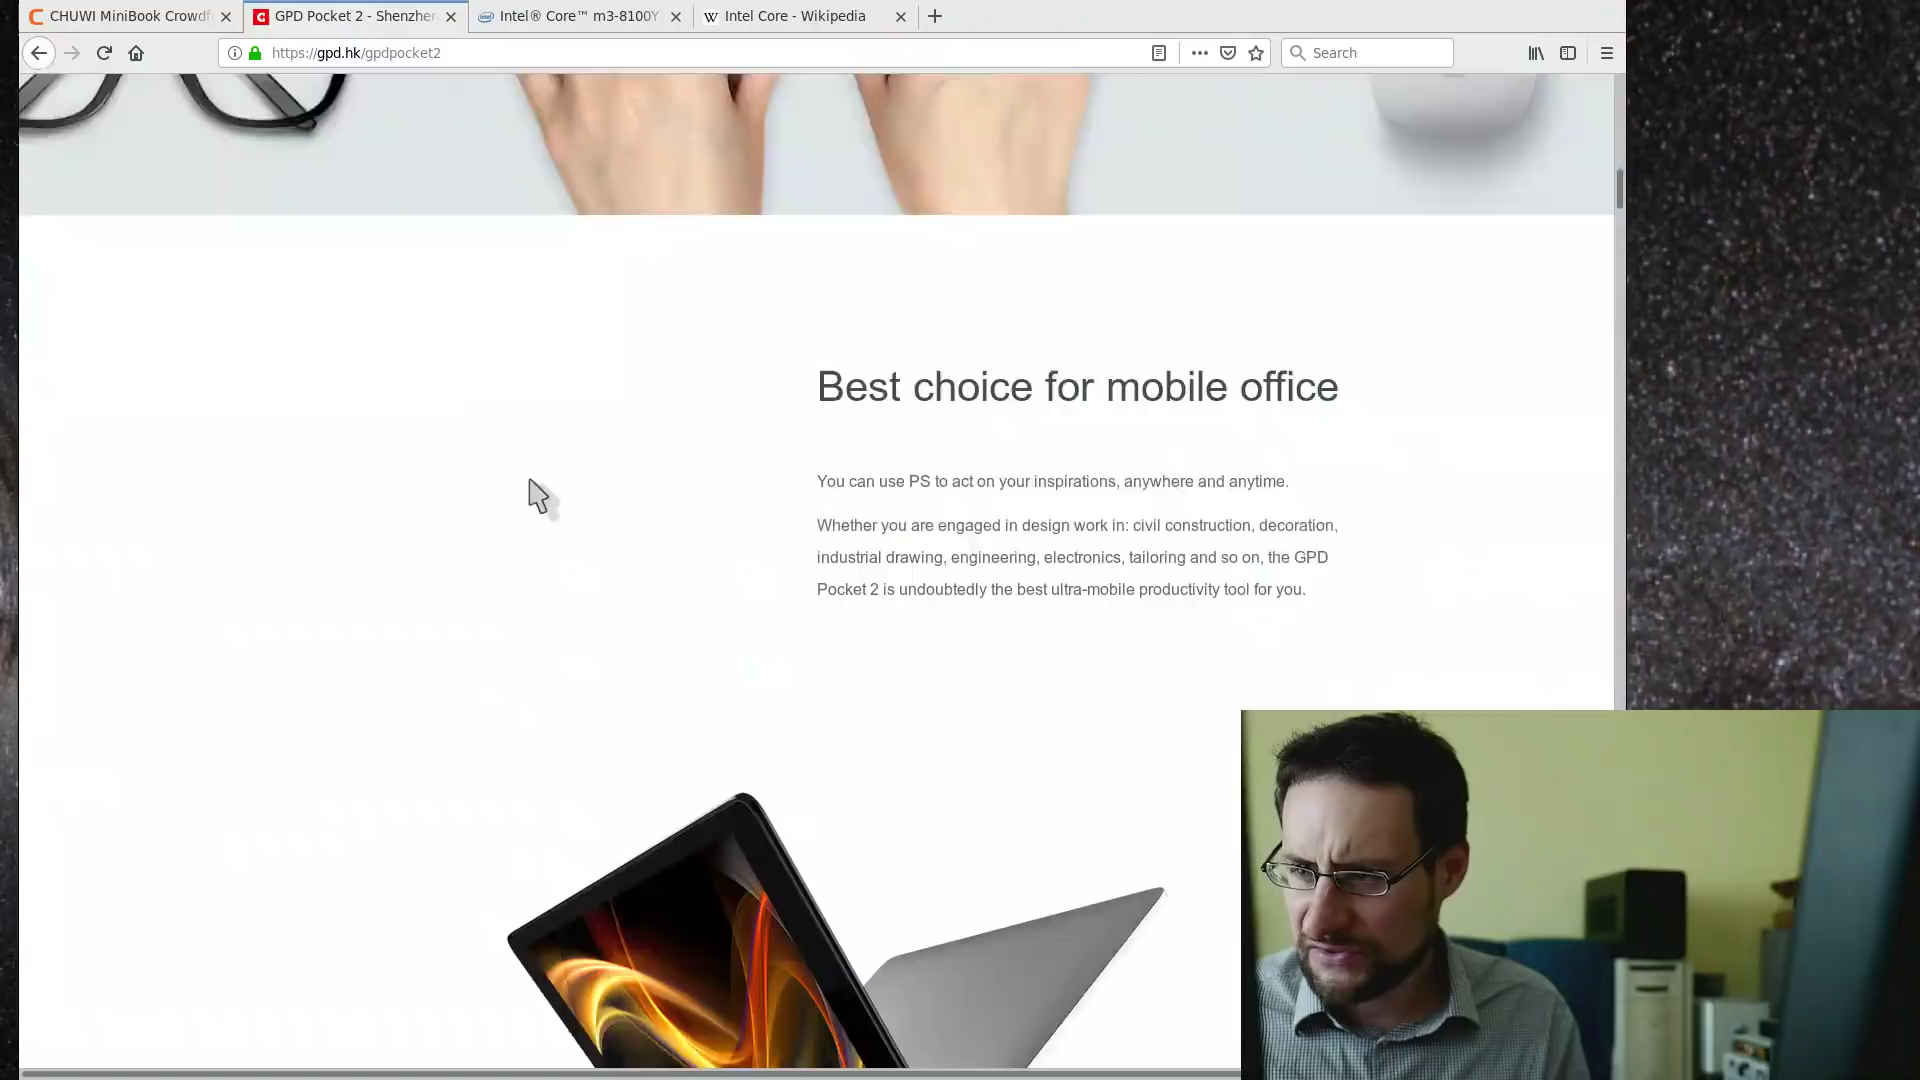 CHUWI MiniBook Crowdf
GPD Pocket 2 - Shenzhen
Intel® Core™ m3-8100Y
Intel Core - Wikipedia
https://gpd.hk/gpdpocket2
Search
Best choice for mobile office
You can use PS to act on your inspirations, anywhere and anytime.
Whether you are engaged in design work in: civil construction, decoration,
industrial drawing, engineering, electronics, tailoring and so on, the GPD
Pocket 2 is undoubtedly the best ultra-mobile productivity tool for you.